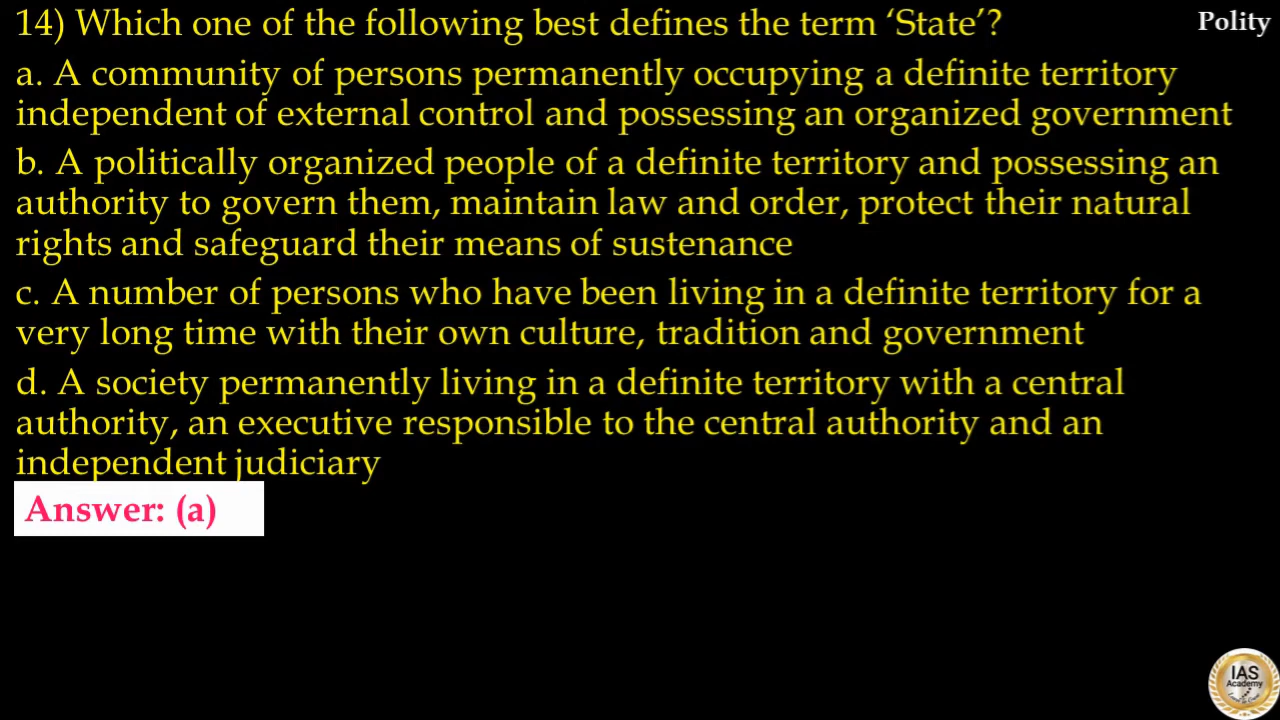 14) Which one of the following best defines the term ‘State’?
Polity
a. A community of persons permanently occupying a definite territory
independent of external control and possessing an organized government
b. A politically organized people of a definite territory and possessing an
authority to govern them, maintain law and order, protect their natural
rights and safeguard their means of sustenance
c. A number of persons who have been living in a definite territory for a
very long time with their own culture, tradition and government
d. A society permanently living in a definite territory with a central
authority, an executive responsible to the central authority and an
independent judiciary
Answer: (a)
IAS
Academy